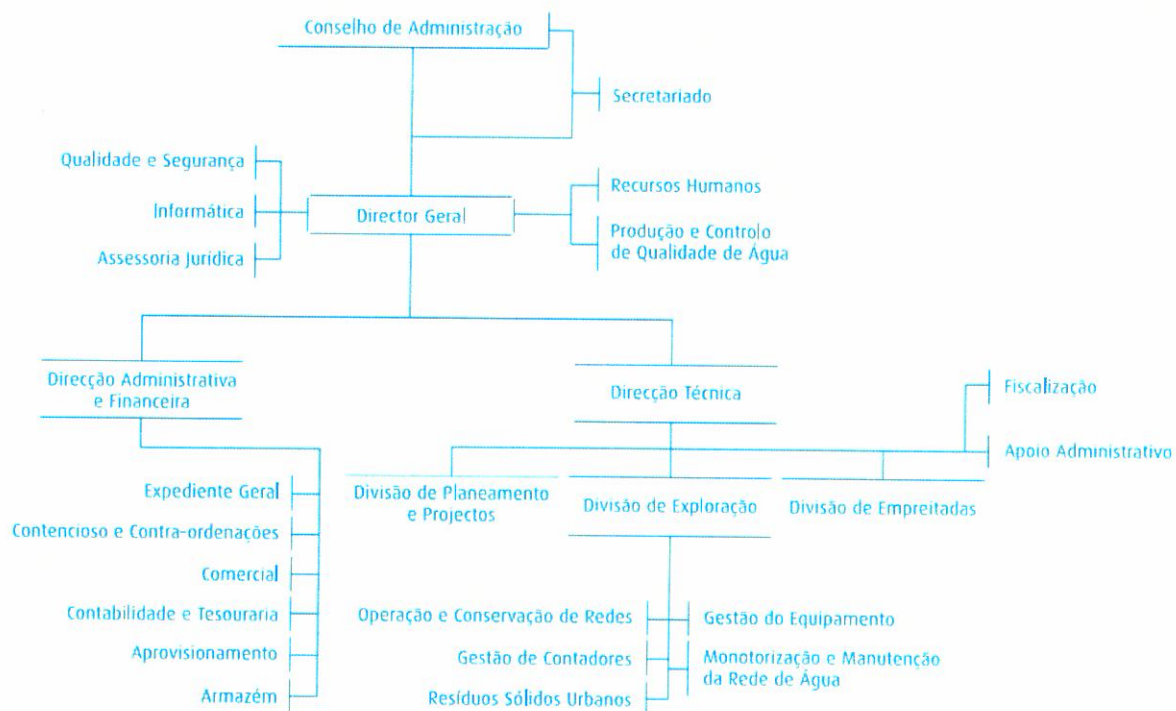 Conselho de Administração
Secretariado
Qualidade e Segurança
Informática
Assessoria Jurídica
Director Geral
Recursos Humanos
Produção e Controlo
de Qualidade de Água
Direcção Administrativa
e Financeira
Direcção Técnica
Fiscalização
Apoio Administrativo
Expediente Geral
Contencioso e Contra-ordenações
Comercial
Contabilidade e Tesouraria
Aprovisionamento
Armazém
Divisão de Planeamento
e Projectos
Divisão de Exploração
Divisão de Empreitadas
Operação e Conservação de Redes
Gestão de Contadores
Resíduos Sólidos Urbanos
Gestão do Equipamento
Monotorização e Manutenção
da Rede de Água